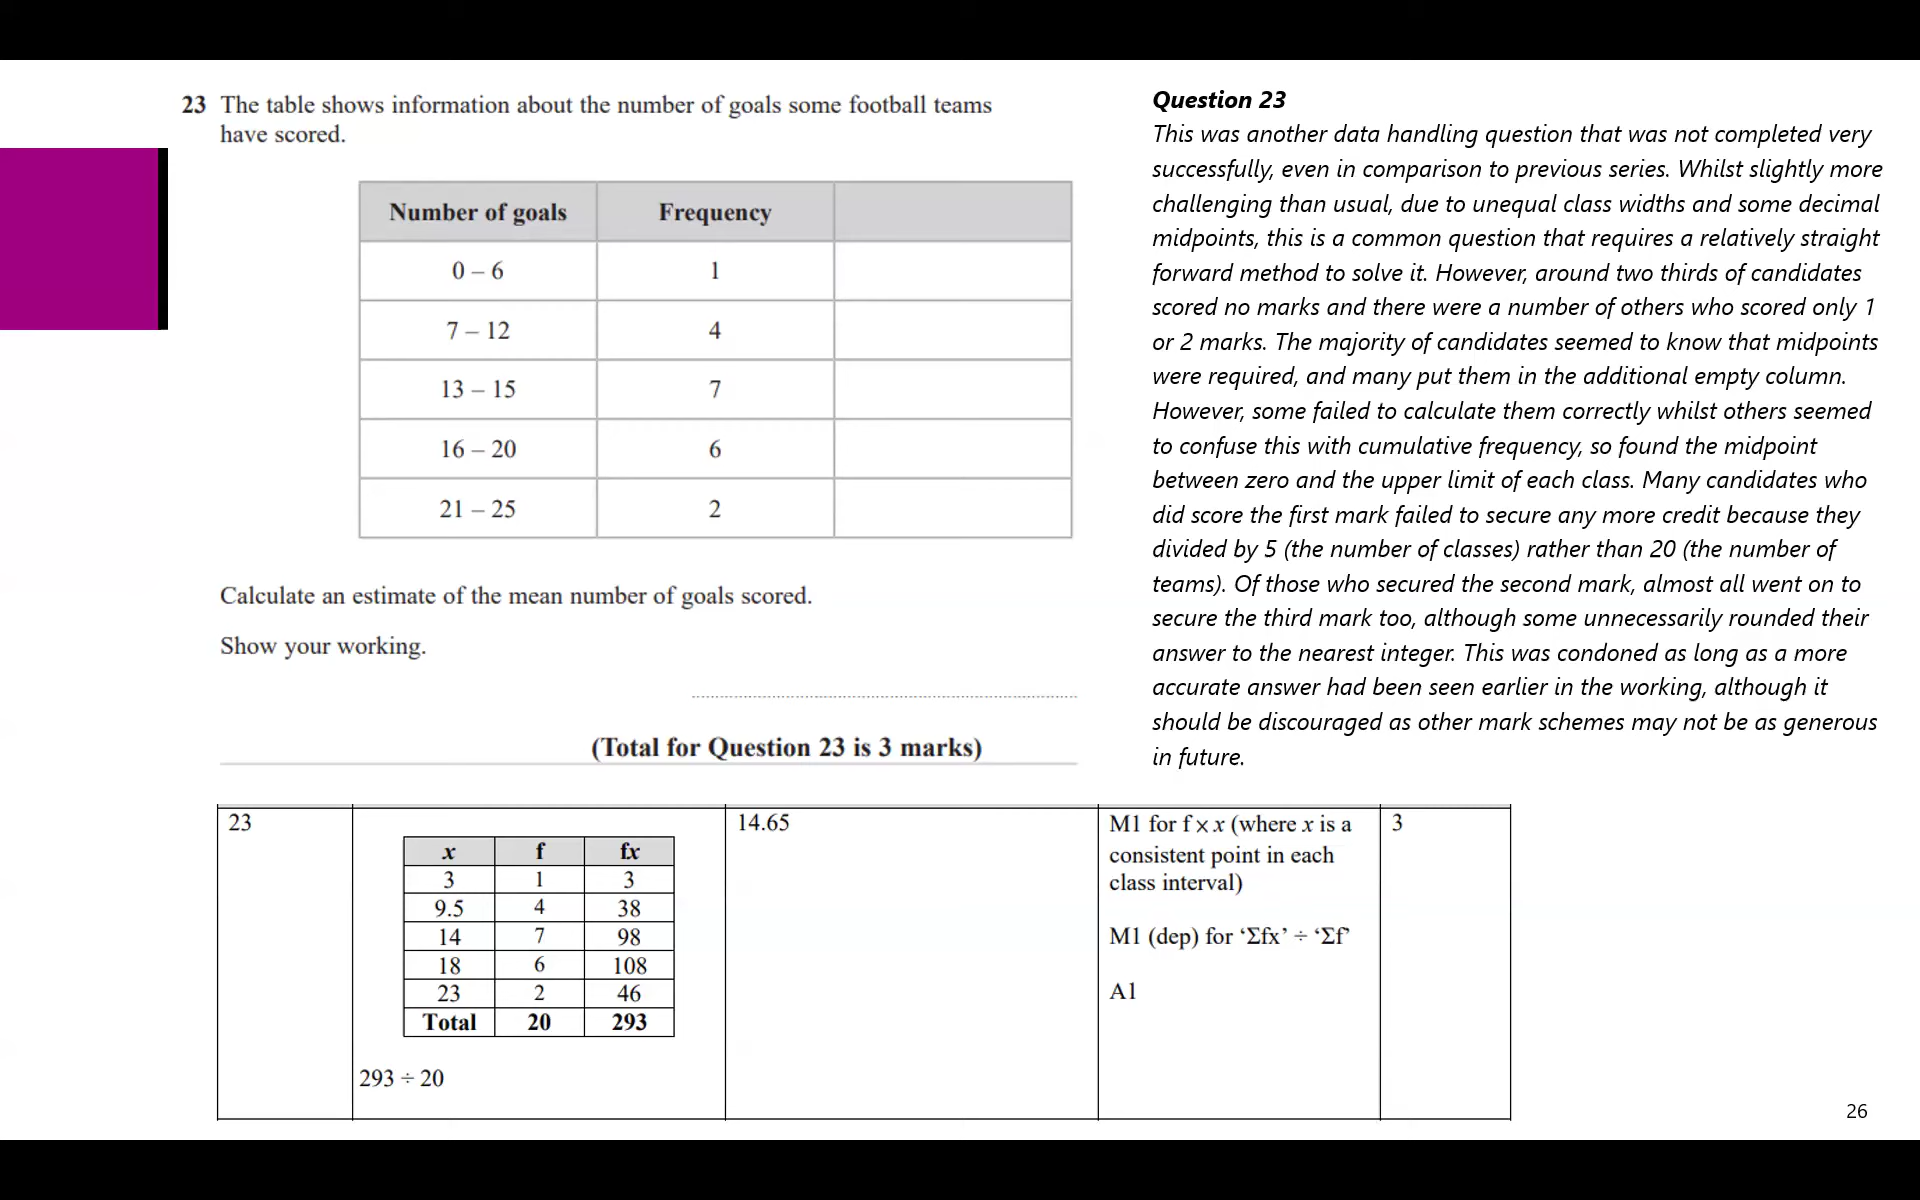 23 The table shows information about the number of goals some football teams
have scored.
Number of goals Frequency
0 – 6 1
7 – 12 4
13 – 15 7
16 – 20 6
21 – 25 2
Calculate an estimate of the mean number of goals scored.
Show your working.
(Total for Question 23 is 3 marks)
Question 23
This was another data handling question that was not completed very
successfully, even in comparison to previous series. Whilst slightly more
challenging than usual, due to unequal class widths and some decimal
midpoints, this is a common question that requires a relatively straight
forward method to solve it. However, around two thirds of candidates
scored no marks and there were a number of others who scored only 1
or 2 marks. The majority of candidates seemed to know that midpoints
were required, and many put them in the additional empty column.
However, some failed to calculate them correctly whilst others seemed
to confuse this with cumulative frequency, so found the midpoint
between zero and the upper limit of each class. Many candidates who
did score the first mark failed to secure any more credit because they
divided by 5 (the number of classes) rather than 20 (the number of
teams). Of those who secured the second mark, almost all went on to
secure the third mark too, although some unnecessarily rounded their
answer to the nearest integer. This was condoned as long as a more
accurate answer had been seen earlier in the working, although it
should be discouraged as other mark schemes may not be as generous
in future.
23
x f fx
3 1 3
9.5 4 38
14 7 98
18 6 108
23 2 46
Total 20 293
293 ÷ 20
14.65
M1 for f × x (where x is a
consistent point in each
class interval)
M1 (dep) for ‘Σfx’ ÷ ‘Σf’
A1
3
26